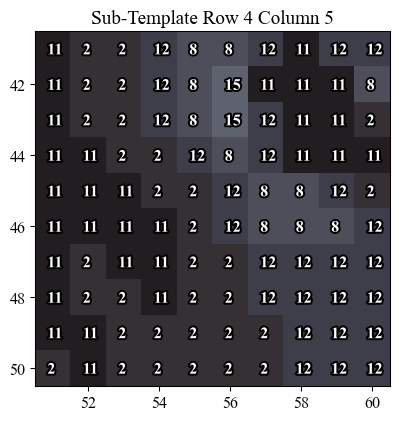 Sub-Template Row 4 Column 5
11 2 2 12 8 8 12 11 12 12
42 11 2 2 12 8 15 11 11 11 8
11 2 2 12 8 15 12 11 11 2
44 11 11 2 2 12 8 12 11 11 11
11 11 11 2 2 12 8 8 12 2
46 11 11 11 11 2 12 8 8 8 12
11 2 11 11 2 2 12 12 12 12
48 11 2 2 11 2 2 12 12 12 12
11 11 2 2 2 2 2 12 12 12
50 2 11 2 2 2 2 2 12 12 12
52 54 56 58 60